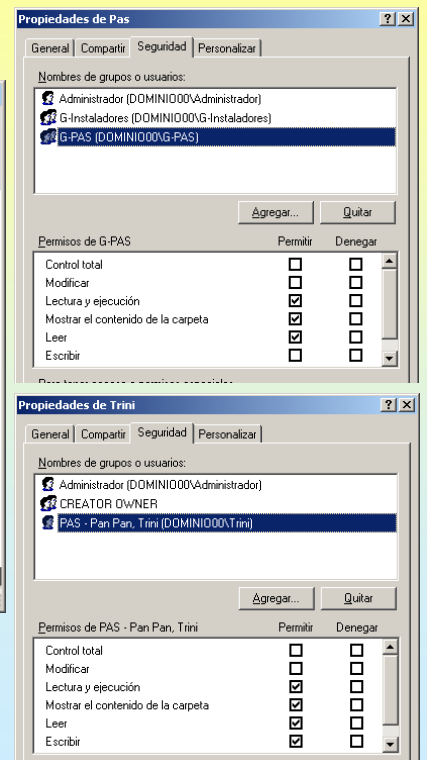 Propiedades de Pas
General Compartir Seguridad Personalizar
Nombres de grupos o usuarios:
Administrador (DOMINIO00\Administrador)
G-Instaladores (DOMINIO00\G-Instaladores)
G-PAS (DOMINIO00\G-PAS)
Agregar... Quitar
Permisos de G-PAS Permitir Denegar
Control total
Modificar
Lectura y ejecución
Mostrar el contenido de la carpeta
Leer
Escribir
Propiedades de Trini
General Compartir Seguridad Personalizar
Nombres de grupos o usuarios:
Administrador (DOMINIO00\Administrador)
CREATOR OWNER
PAS - Pan Pan, Trini (DOMINIO00\Trini)
Agregar... Quitar
Permisos de PAS - Pan Pan, Trini Permitir Denegar
Control total
Modificar
Lectura y ejecución
Mostrar el contenido de la carpeta
Leer
Escribir